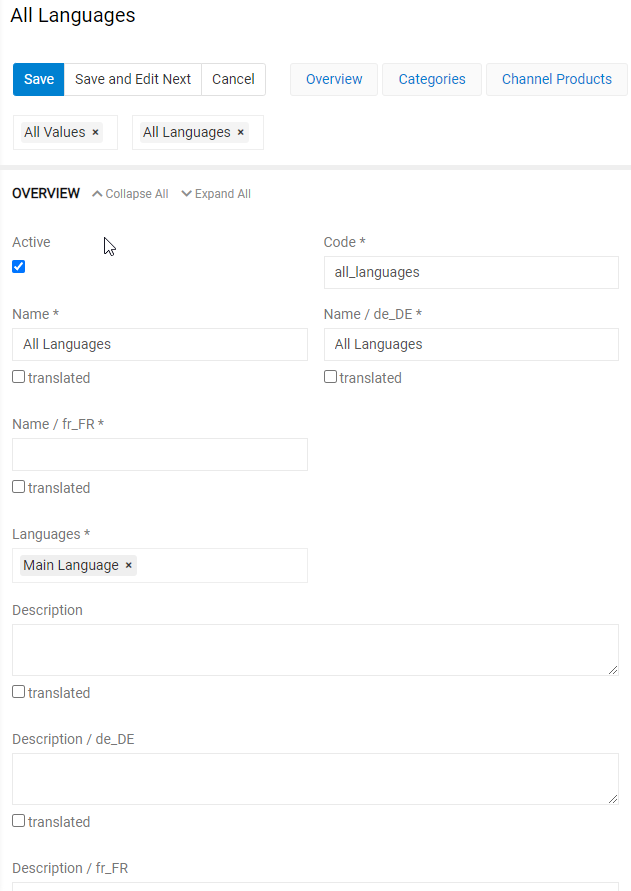 All Languages
Save Save and Edit Next Cancel Overview Categories Channel Products
All Values × All Languages ×
OVERVIEW Collapse All Expand All
Active Code *
all_languages
Name * Name / de_DE *
All Languages All Languages
translated translated
Name / fr_FR *
translated
Languages *
Main Language ×
Description
translated
Description / de_DE
translated
Description / fr_FR